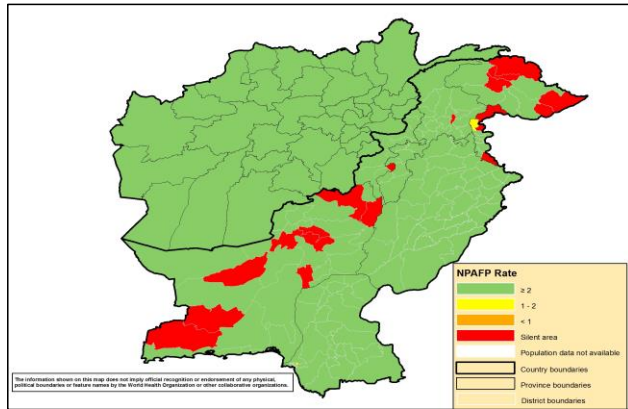 NPAFP Rate
≥ 2
1 - 2
< 1
Silent area
Population data not available
Country boundaries
Province boundaries
District boundaries
The information shown on this map does not imply official recognition or endorsement of any physical,
political boundaries or feature names by the World Health Organization or other collaborative organizations.